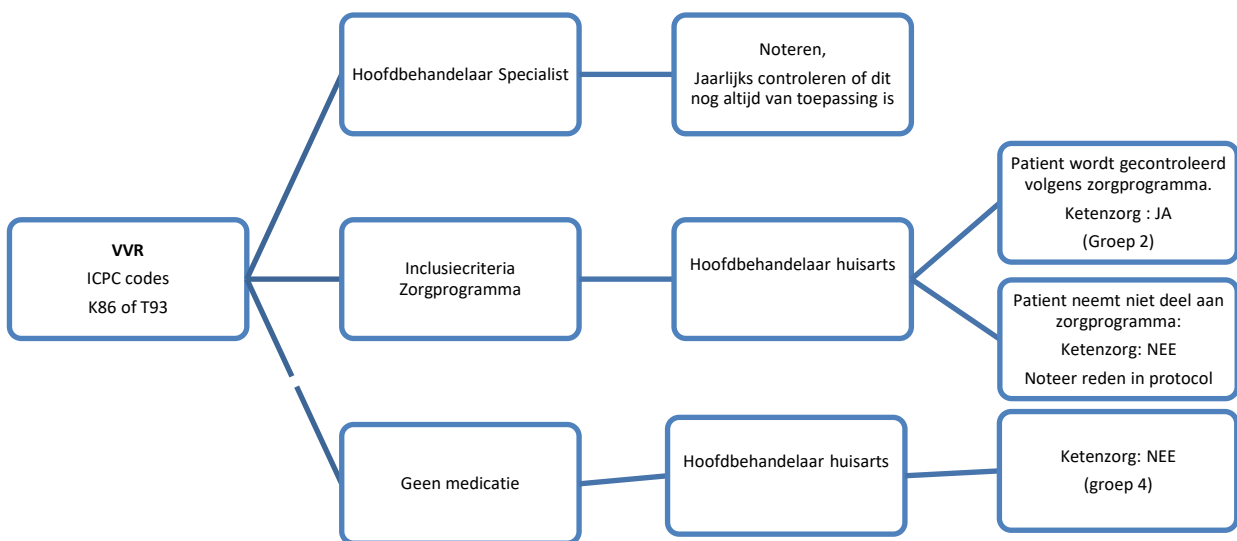 Hoofdbehandelaar Specialist
Noteren,
Jaarlijks controleren of dit
nog altijd van toepassing is
VVR
ICPC codes
K86 of T93
Inclusiecriteria
Zorgprogramma
Hoofdbehandelaar huisarts
Patient wordt gecontroleerd
volgens zorgprogramma.
Ketenzorg : JA
(Groep 2)
Patient neemt niet deel aan
zorgprogramma:
Ketenzorg: NEE
Noteer reden in protocol
Geen medicatie
Hoofdbehandelaar huisarts
Ketenzorg: NEE
(groep 4)